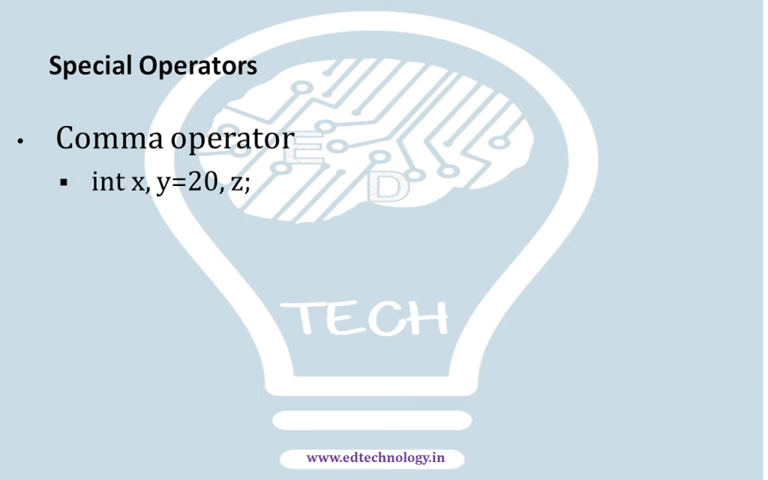 Special Operators
• Comma operator
▪ int x, y=20, z;
E
D
TECH
www.edtechnology.in